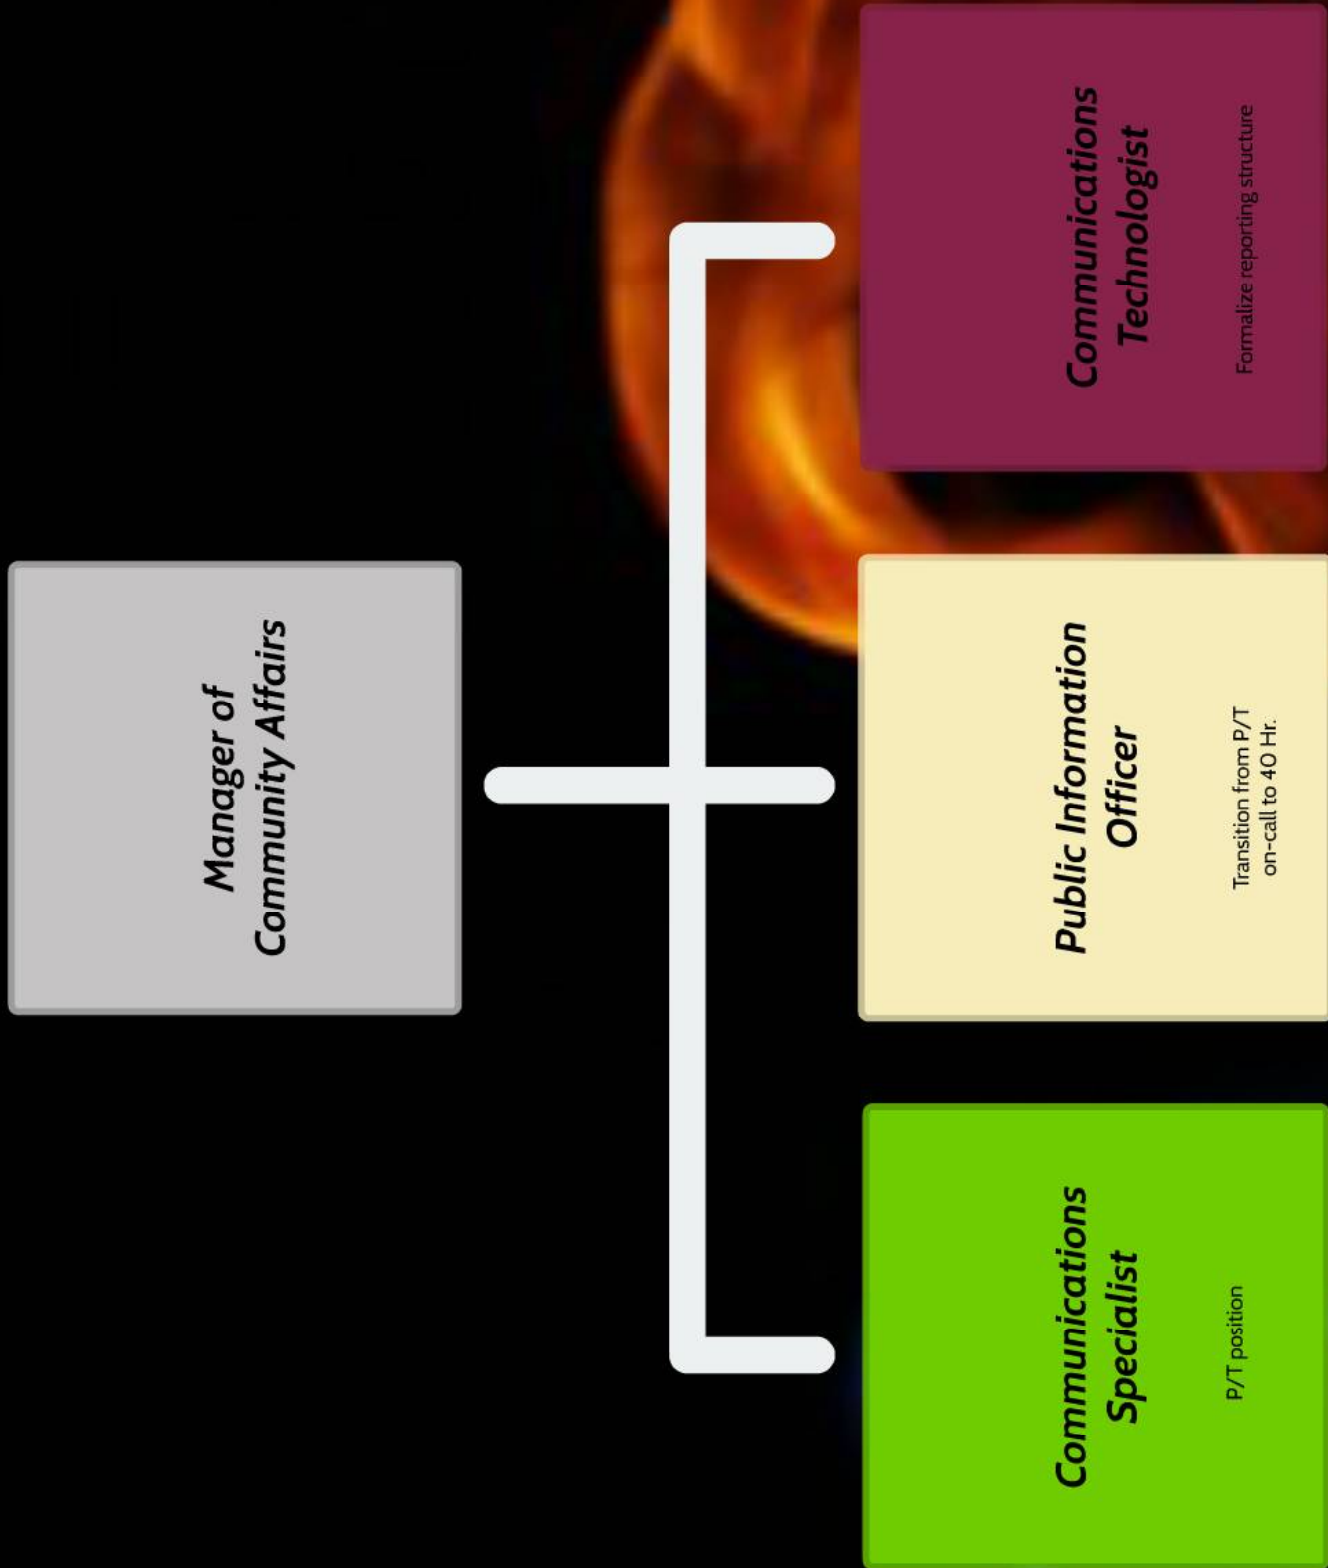 Manager of
Community Affairs
Communications
Specialist
P/T position
Public Information
Officer
Transition from P/T
on-call to 40 Hr.
Communications
Technologist
Formalize reporting structure